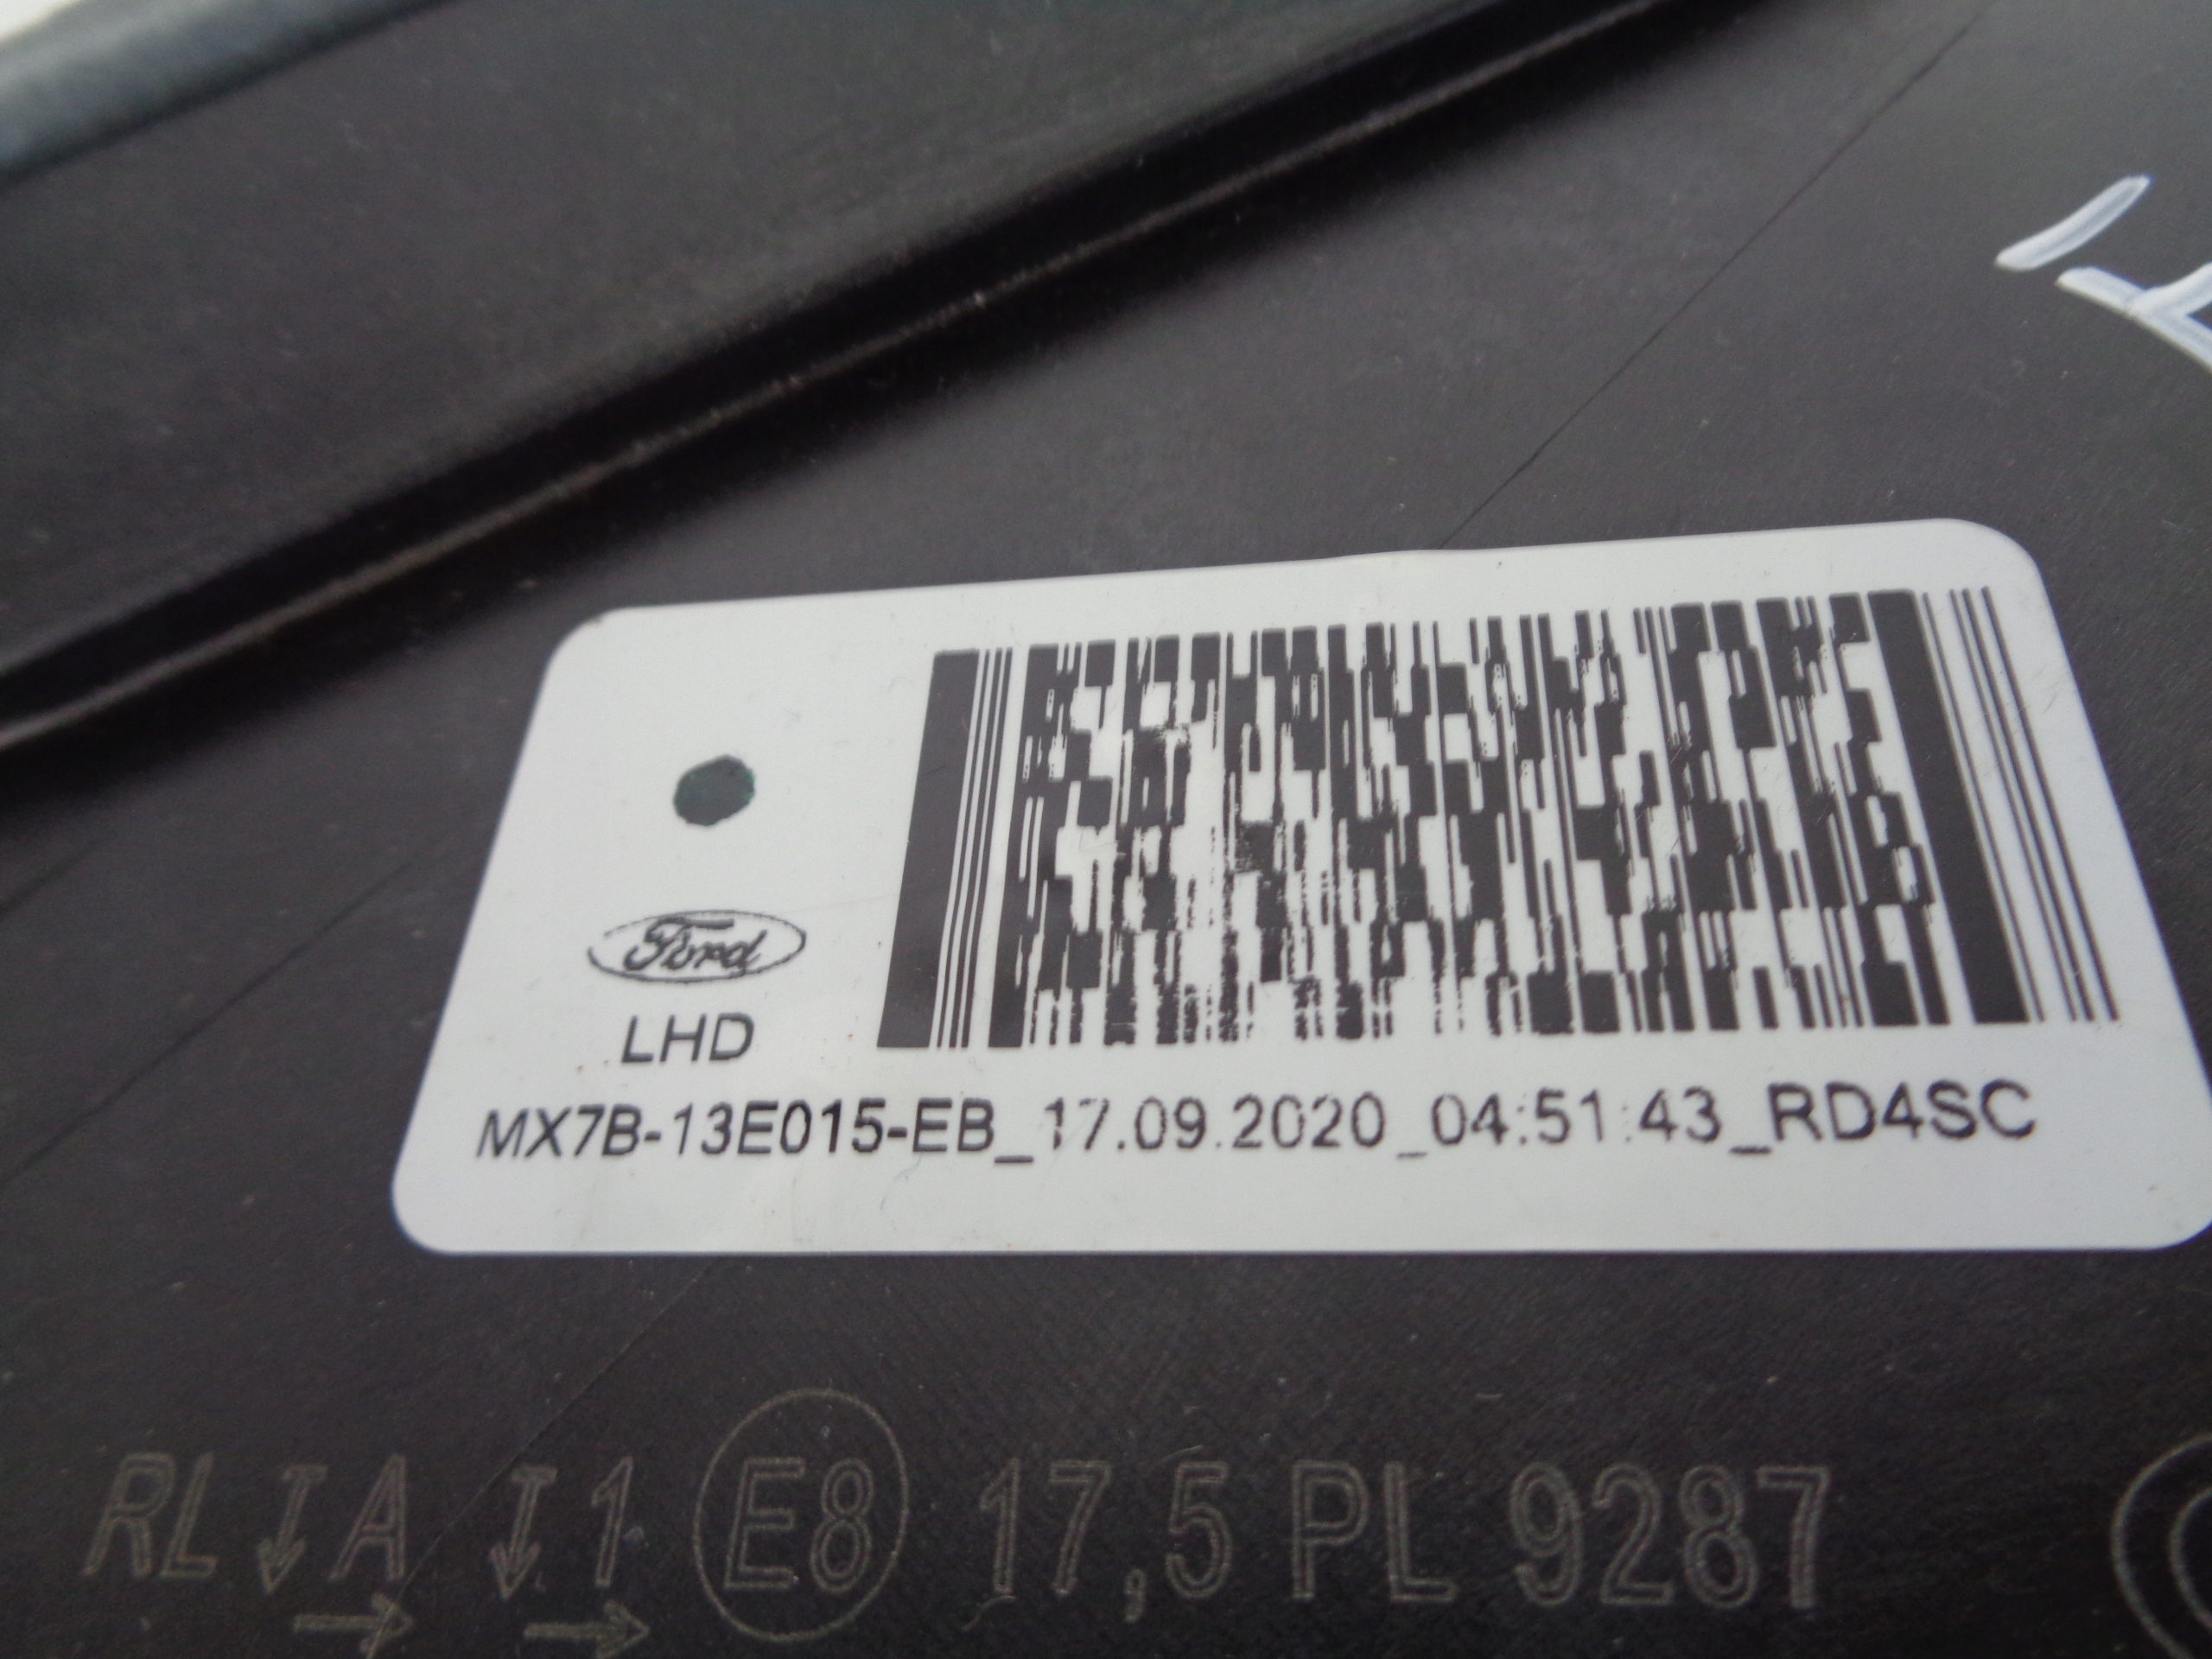 Ford
LHD
MX7B-13E015-EB_17.09.2020_04:51:43_RD4SC
RL A 1 E8 17,5 PL 9287